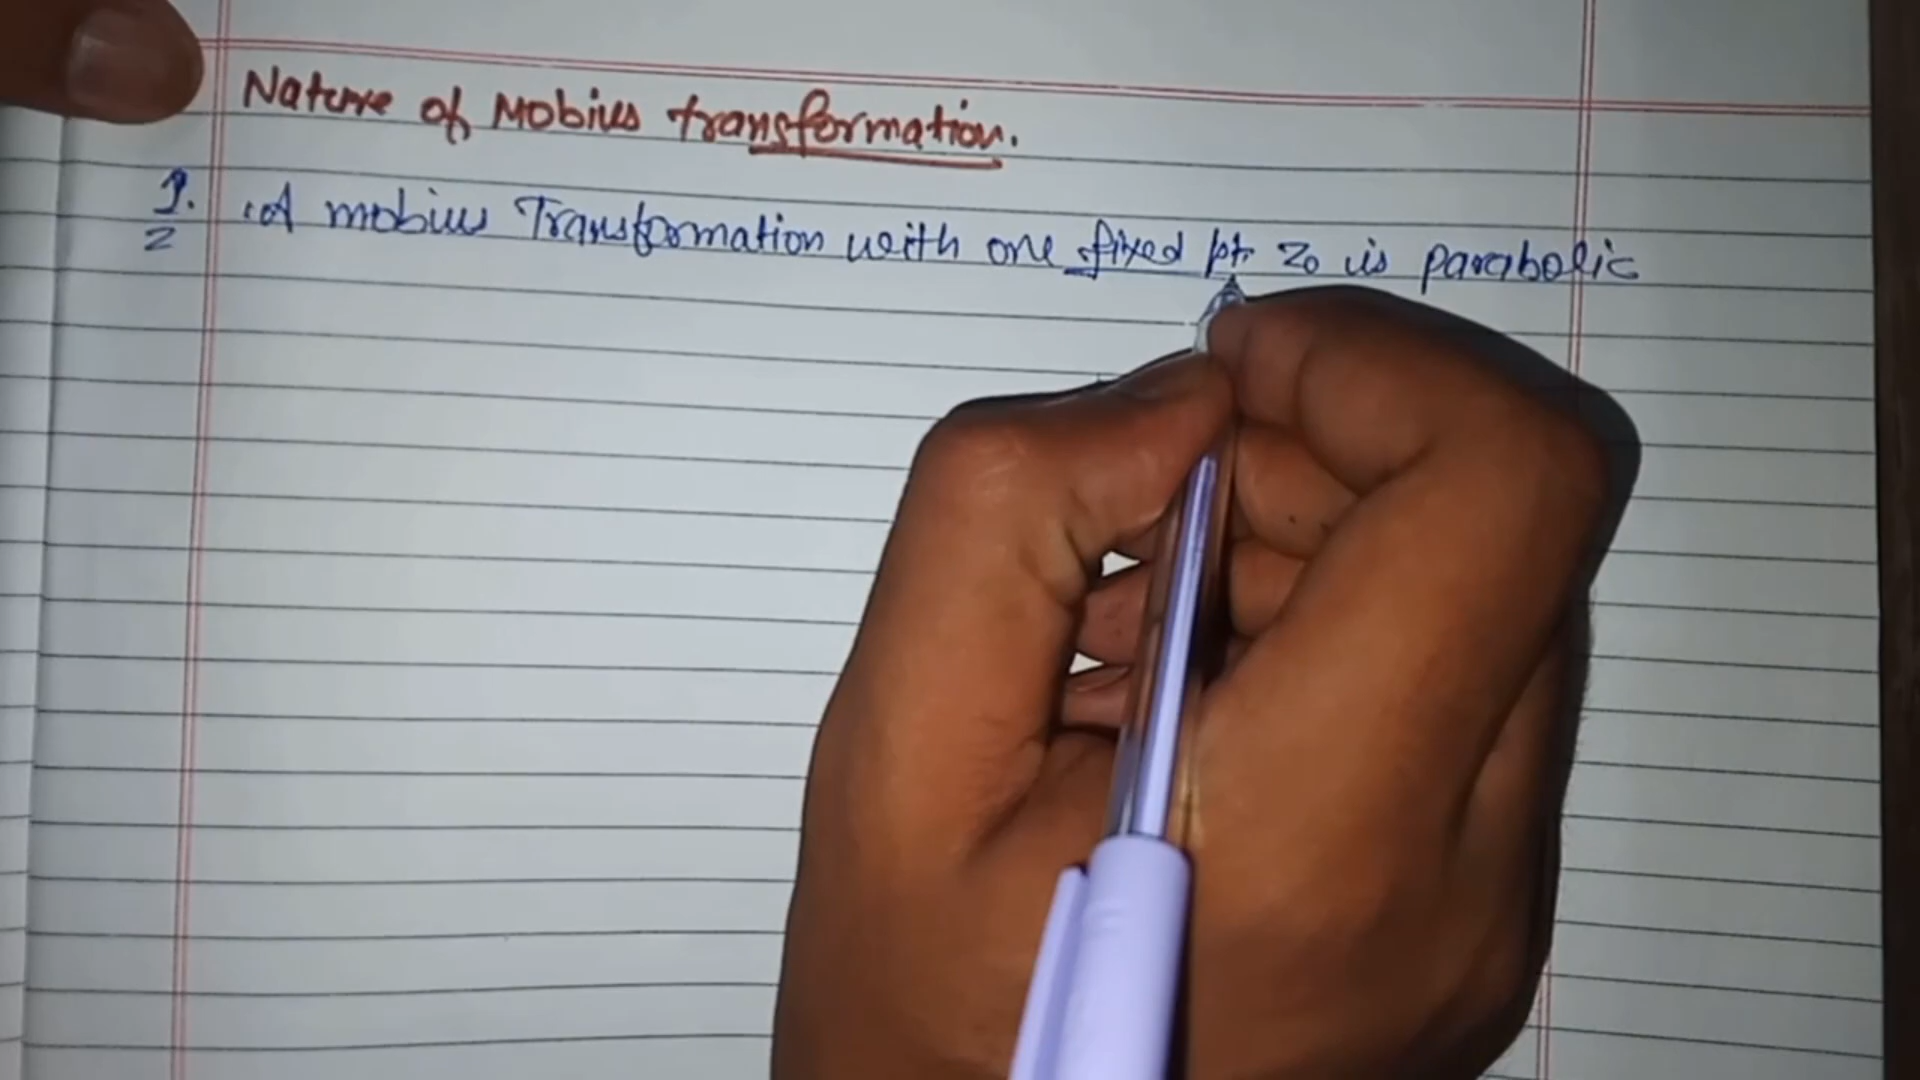 Nature of Mobius transformation.
1. A mobius Transformation with one fixed pt. z₀ is parabolic